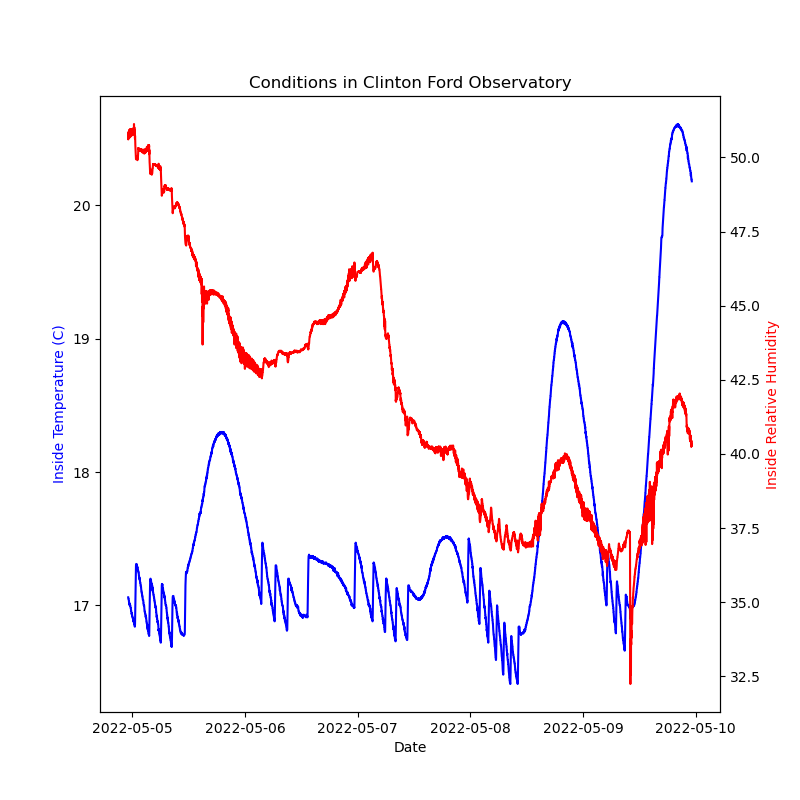 Conditions in Clinton Ford Observatory
Inside Temperature (C)
20
19
18
17
50.0
47.5
45.0
42.5
40.0
37.5
35.0
32.5
Inside Relative Humidity
2022-05-05 2022-05-06 2022-05-07 2022-05-08 2022-05-09 2022-05-10
Date